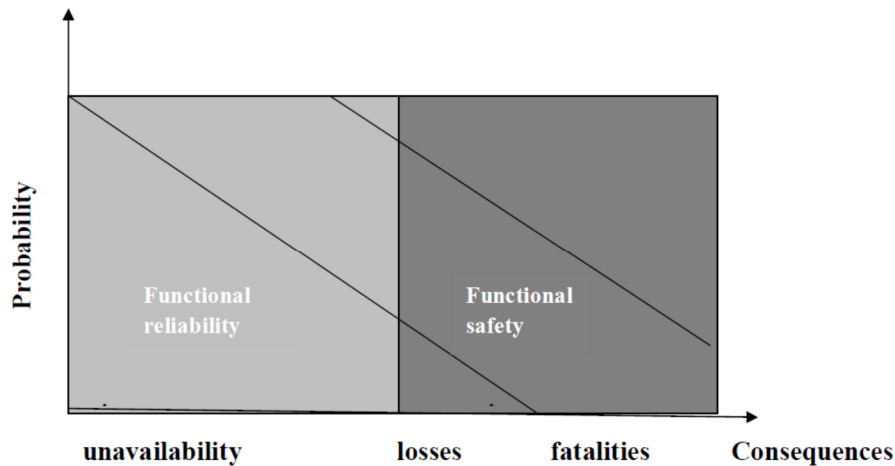 Probability
Functional
reliability
Functional
safety
unavailability
losses
fatalities
Consequences